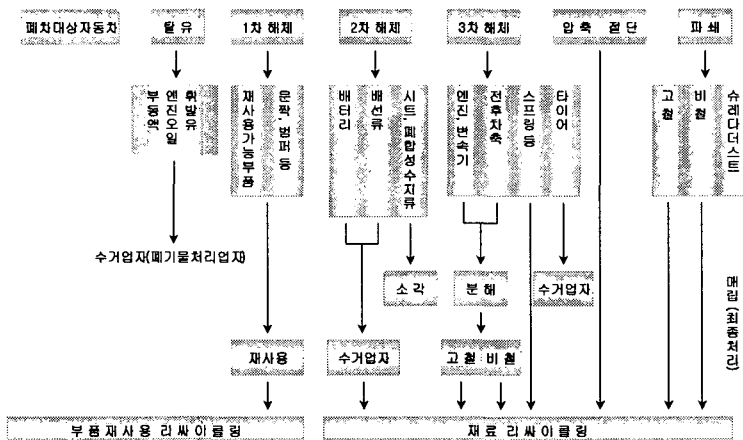 폐차대상자동차
탈 유
1차 해체
2차 해체
3차 해체
압 축 절 단
파 쇄
부동액
엔진오일
휘발유
재사용가능부품
문짝·범퍼 등
배터리
배선류
시트·폐합성수지류
엔진·변속기
전후차축
스프링 등
타이어
고철
비철
슈레다더스트
수거업자(폐기물처리업자)
소 각
분 해
수거업자
매립(최종처리)
재사용
수거업자
고 철 비 철
부 품 재 사 용 리 싸 이 클 링
재 료 리 싸 이 클 링